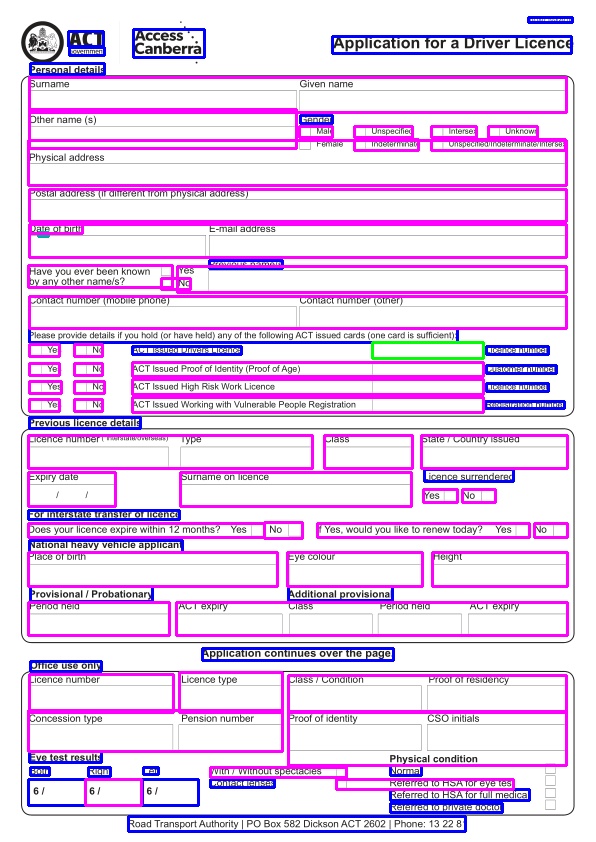 ACT
Government
Access
Canberra
Application for a Driver Licence
Personal details
Surname
Given name
Other name (s)
Gender
Male
Unspecified
Intersex
Unknown
Female
Indeterminate
Unspecified/Indeterminate/Intersex
Physical address
Postal address (if different from physical address)
Date of birth
E-mail address
Have you ever been known
by any other name/s?
Yes
No
Previous name/s
Contact number (mobile phone)
Contact number (other)
Please provide details if you hold (or have held) any of the following ACT issued cards (one card is sufficient):
Yes No ACT Issued Drivers Licence Licence number
Yes No ACT Issued Proof of Identity (Proof of Age) Customer number
Yes No ACT Issued High Risk Work Licence Licence number
Yes No ACT Issued Working with Vulnerable People Registration Registration number
Previous licence details
Licence number (interstate/overseas) Type Class State / Country issued
Expiry date Surname on licence Licence surrendered
/ /
Yes No
For interstate transfer of licence
Does your licence expire within 12 months? Yes No If Yes, would you like to renew today? Yes No
National heavy vehicle applicant
Place of birth Eye colour Height
Provisional / Probationary Additional provisional
Period held ACT expiry Class Period held ACT expiry
Application continues over the page.
Office use only
Licence number Licence type Class / Condition Proof of residency
Concession type Pension number Proof of identity CSO initials
Eye test results Physical condition
Both Right Left With / Without spectacles Normal
Contact lenses Referred to HSA for eye test
6 / 6 / 6 / Referred to HSA for full medical
Referred to private doctor
Road Transport Authority | PO Box 582 Dickson ACT 2602 | Phone: 13 22 81